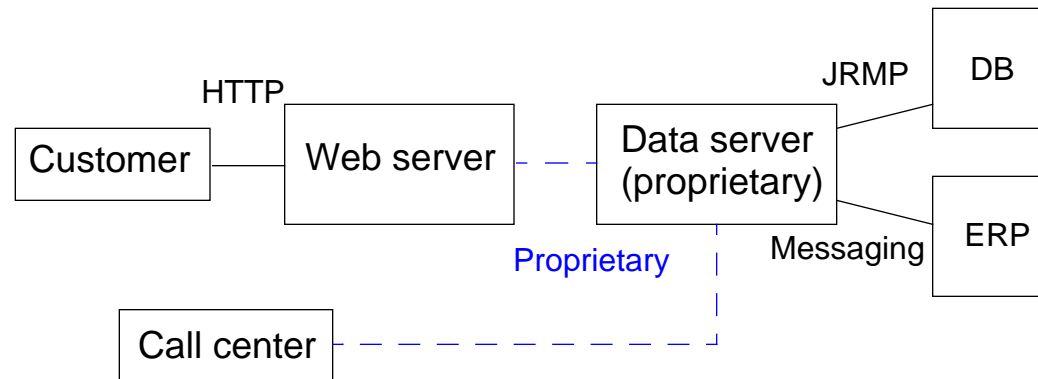 JRMP
DB
HTTP
Customer
Web server
Data server
(proprietary)
ERP
Messaging
Proprietary
Call center